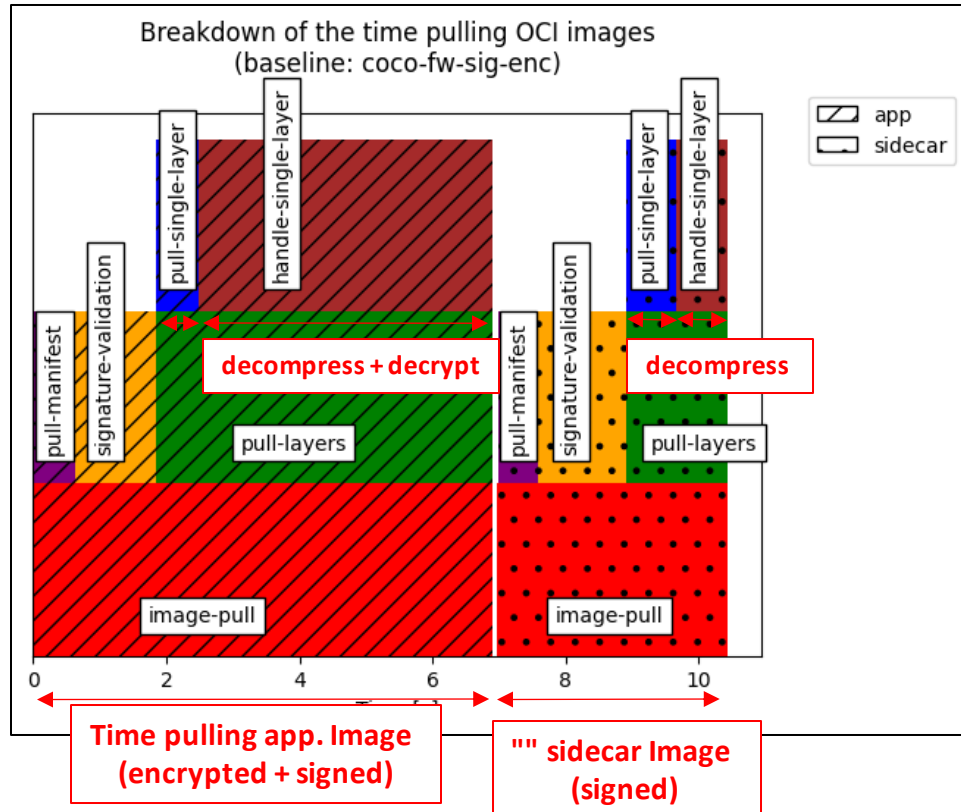 Breakdown of the time pulling OCI images
(baseline: coco-fw-sig-enc)
app
sidecar
pull-single-layer
handle-single-layer
pull-single-layer
handle-single-layer
pull-manifest
signature-validation
decompress + decrypt
pull-layers
pull-manifest
signature-validation
decompress
pull-layers
image-pull
image-pull
0 2 4 6 8 10
Time pulling app. Image
(encrypted + signed)
"" sidecar Image
(signed)